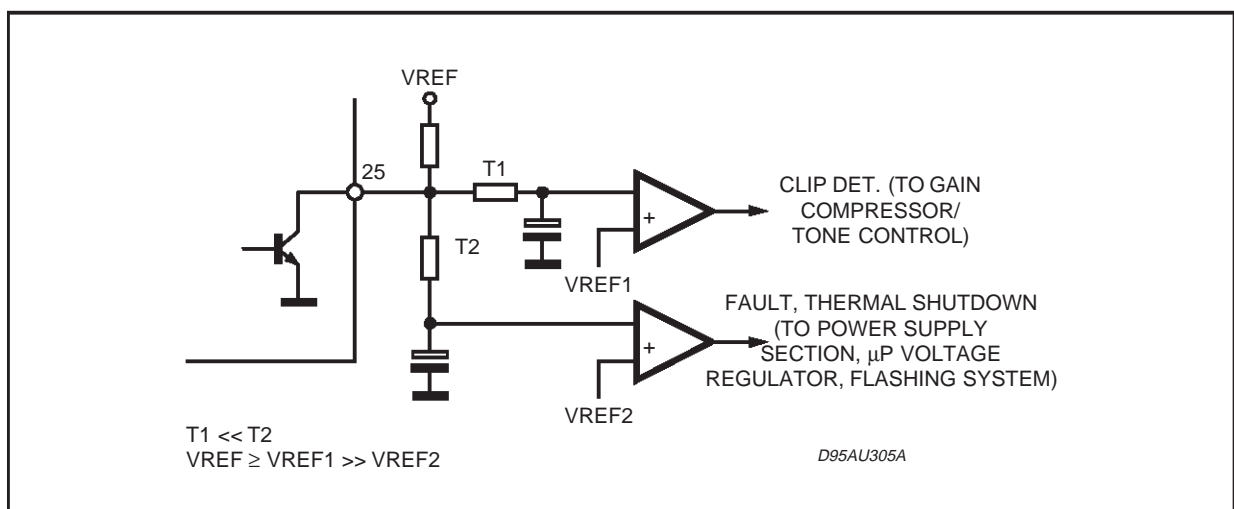 VREF
25
T1
+
CLIP DET. (TO GAIN
COMPRESSOR/
TONE CONTROL)
T2
VREF1
FAULT, THERMAL SHUTDOWN
(TO POWER SUPPLY
SECTION, µP VOLTAGE
REGULATOR, FLASHING SYSTEM)
+
VREF2
T1 << T2
VREF ≥ VREF1 >> VREF2
D95AU305A